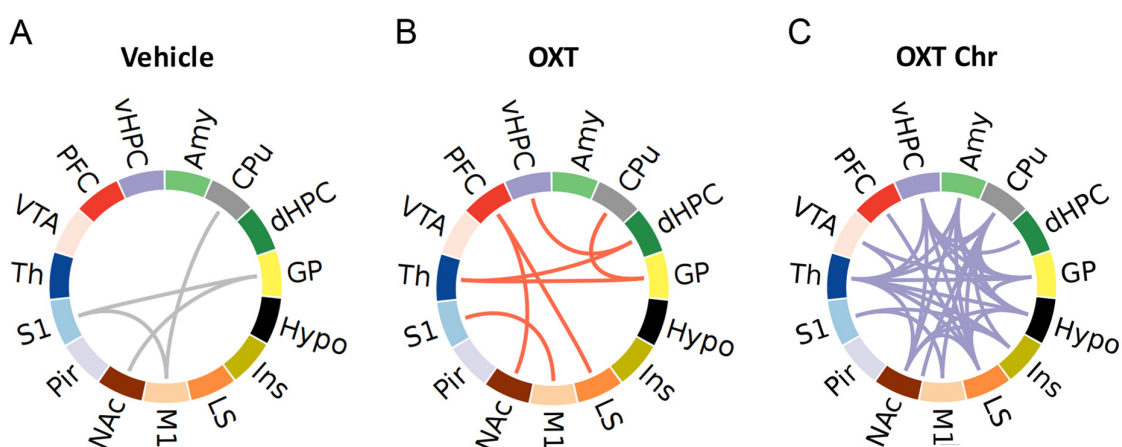 A
Vehicle
vHPC
Amy
PFC
CPu
VTA
dHPC
Th
GP
S1
Hypo
Pir
Ins
NAc
M1
LS
B
OXT
vHPC
Amy
PFC
CPu
VTA
dHPC
Th
GP
S1
Hypo
Pir
Ins
NAc
M1
LS
C
OXT Chr
vHPC
Amy
PFC
CPu
VTA
dHPC
Th
GP
S1
Hypo
Pir
Ins
NAc
M1
LS